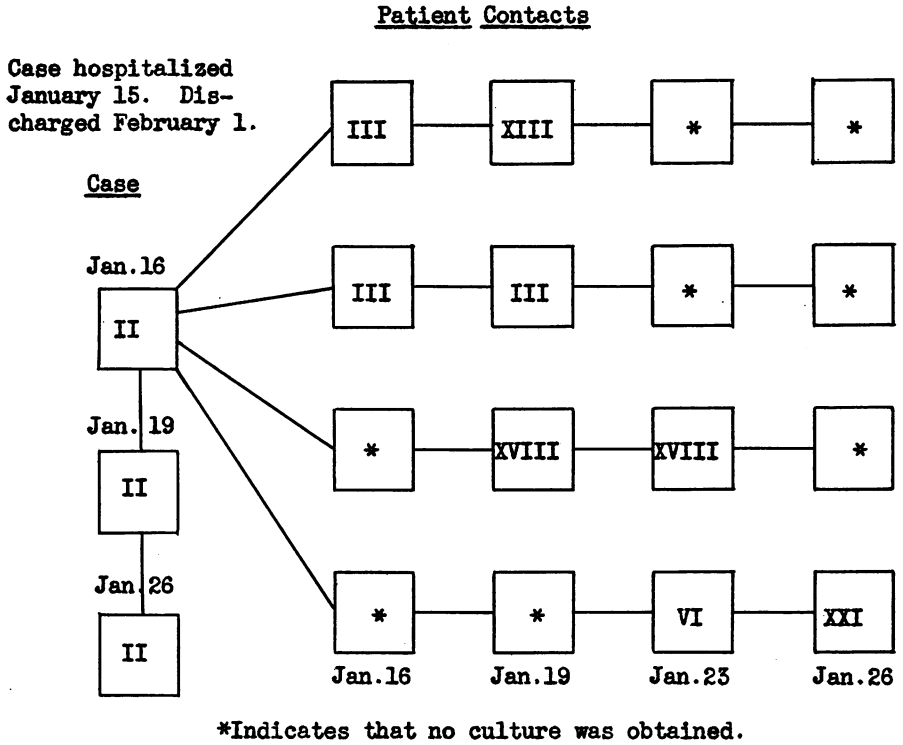 Patient Contacts
Case hospitalized
January 15. Dis-
charged February 1.
Case
Jan.16
II
Jan.19
II
Jan.26
II
III XIII * *
III III * *
* XVIII XVIII *
* * VI XXI
Jan.16 Jan.19 Jan.23 Jan.26
*Indicates that no culture was obtained.